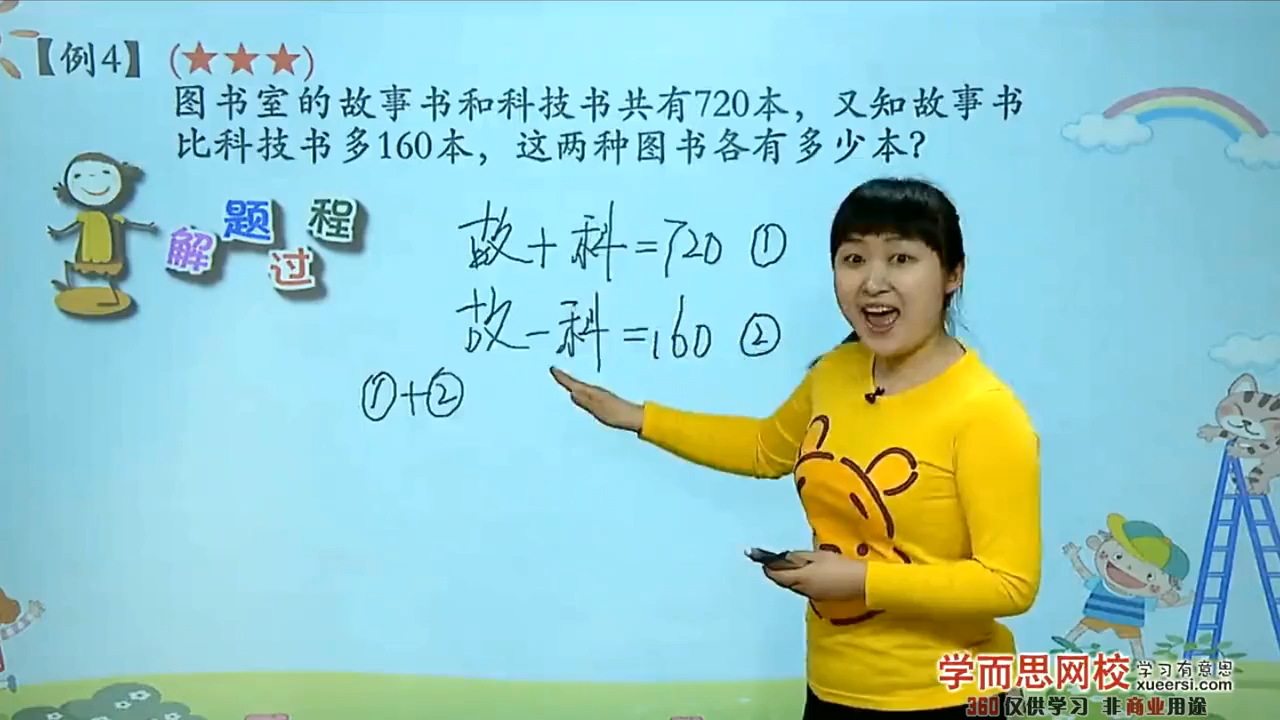 【例4】(★★★)
图书室的故事书和科技书共有720本，又知故事书
比科技书多160本，这两种图书各有多少本？
解题过程
故+科=720 ①
故-科=160 ②
①+②
学而思网校 学习有意思
xueersi.com
360仅供学习 非商业用途